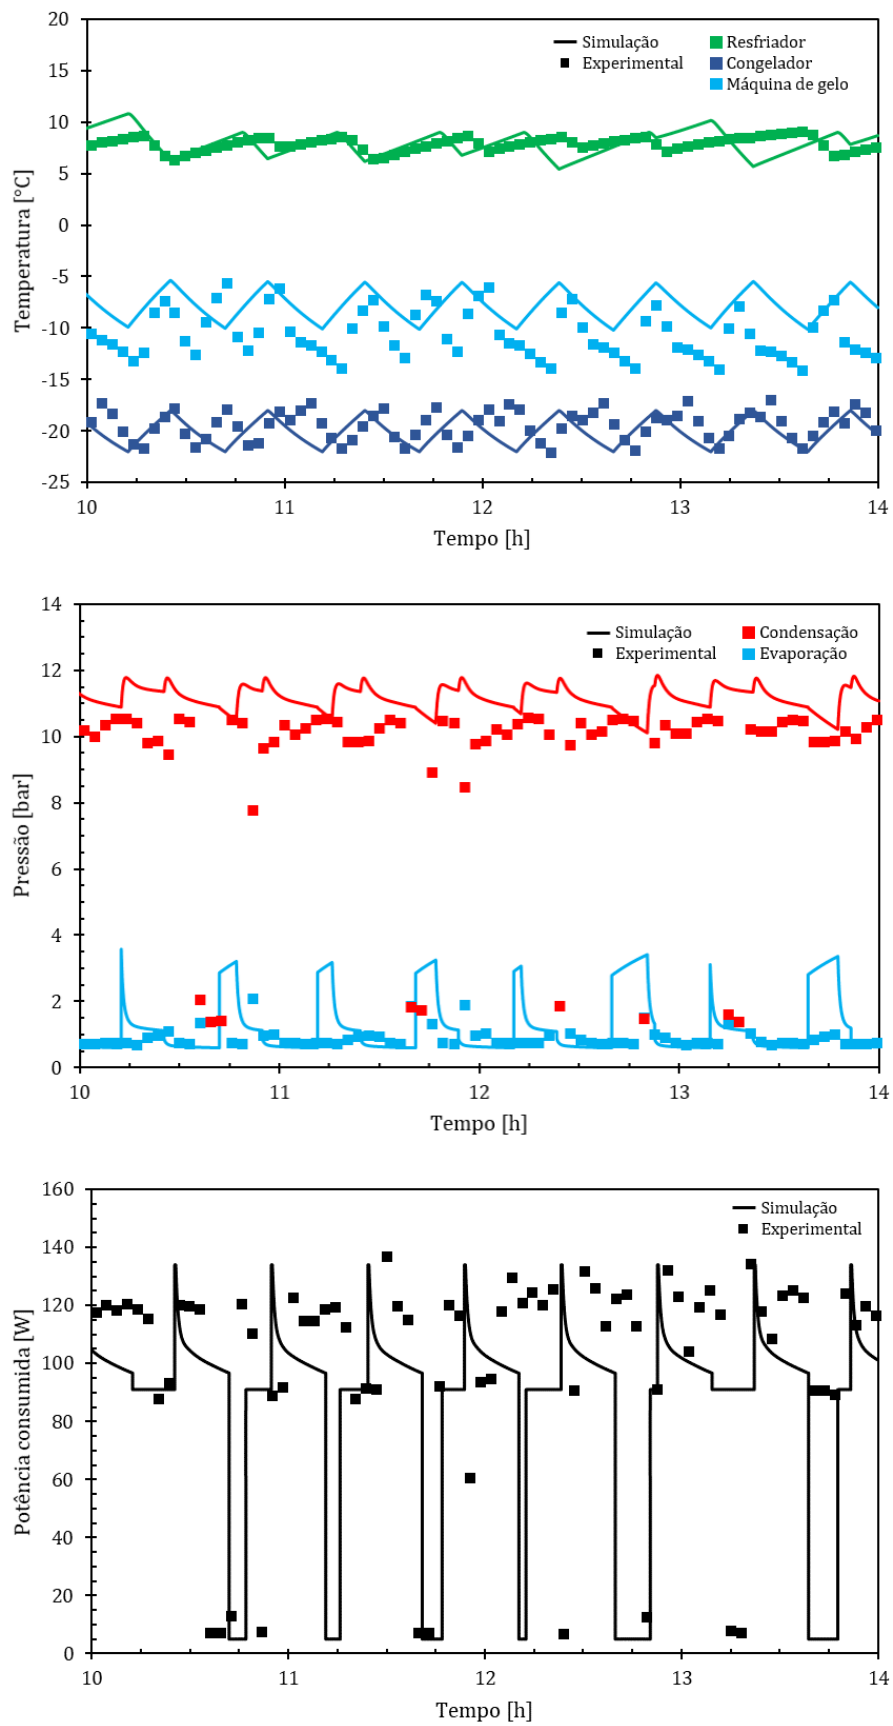 20
15
10
5
0
-5
-10
-15
-20
-25
Temperatura [°C]
Simulação
Experimental
Resfriador
Congelador
Máquina de gelo
10 11 12 13 14
Tempo [h]
14
12
10
8
6
4
2
0
Pressão [bar]
Simulação
Experimental
Condensação
Evaporação
10 11 12 13 14
Tempo [h]
160
140
120
100
80
60
40
20
0
Potência consumida [W]
Simulação
Experimental
10 11 12 13 14
Tempo [h]